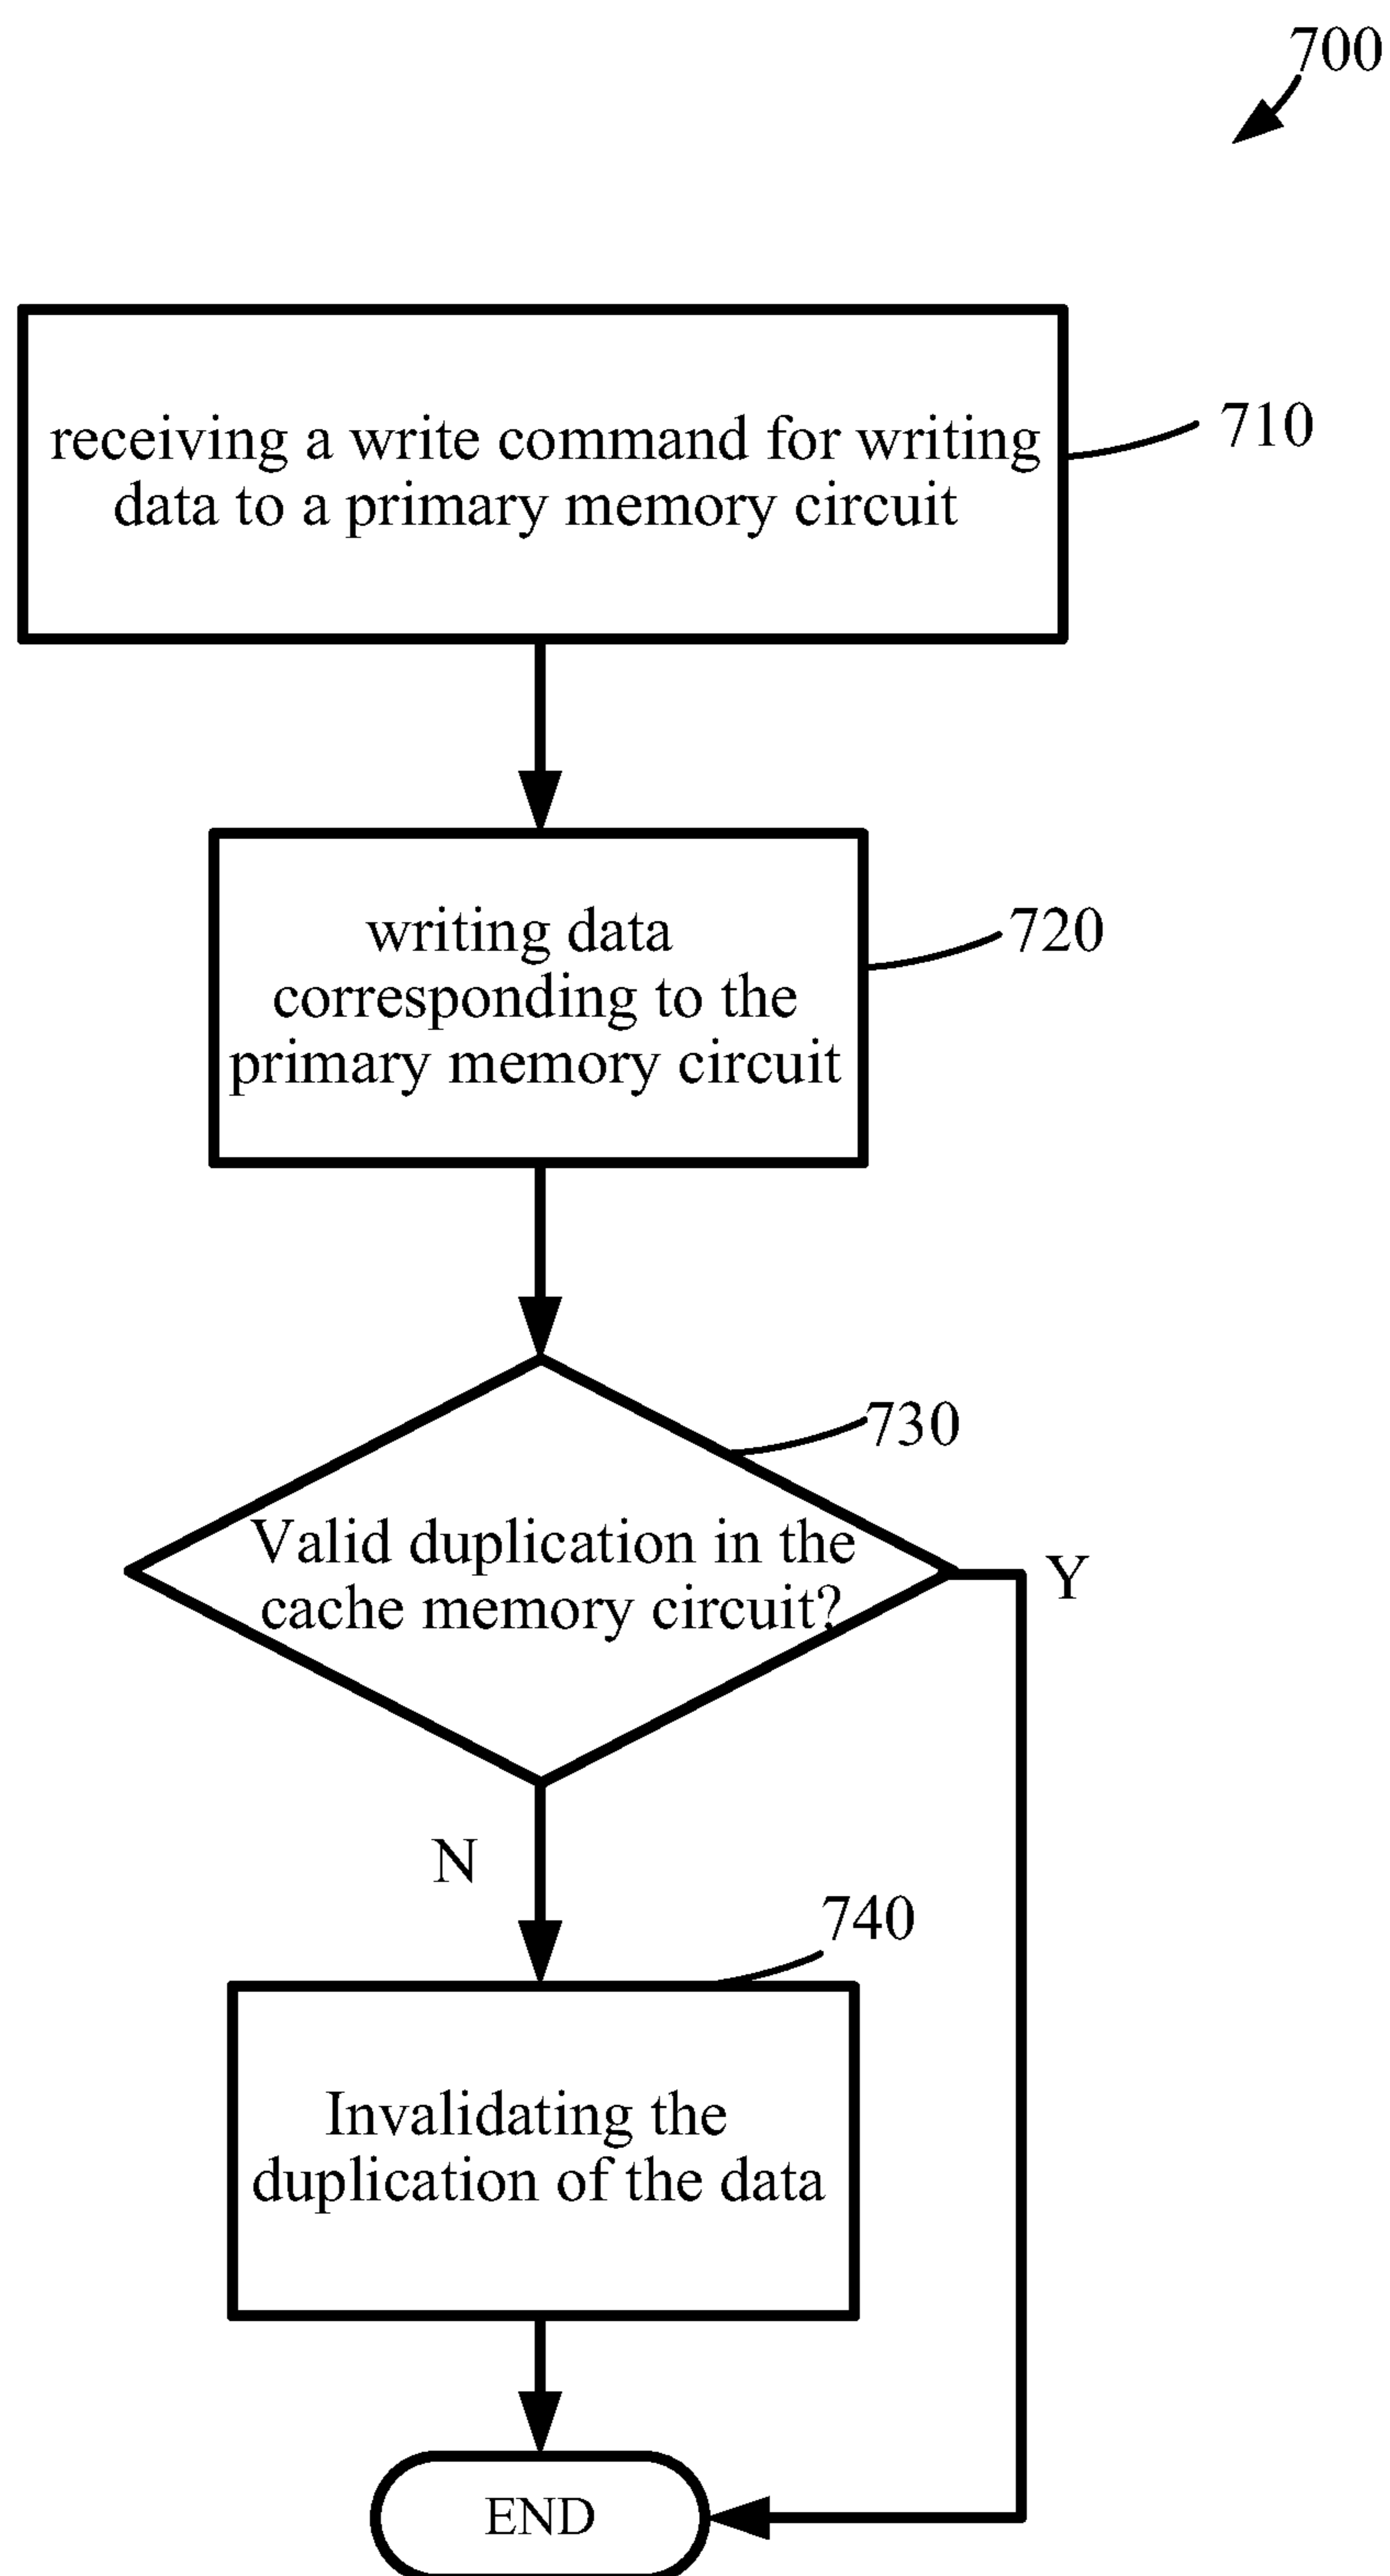 700
receiving a write command for writing
data to a primary memory circuit
710
writing data
corresponding to the
primary memory circuit
720
730
Valid duplication in the
cache memory circuit?
Y
N
740
Invalidating the
duplication of the data
END